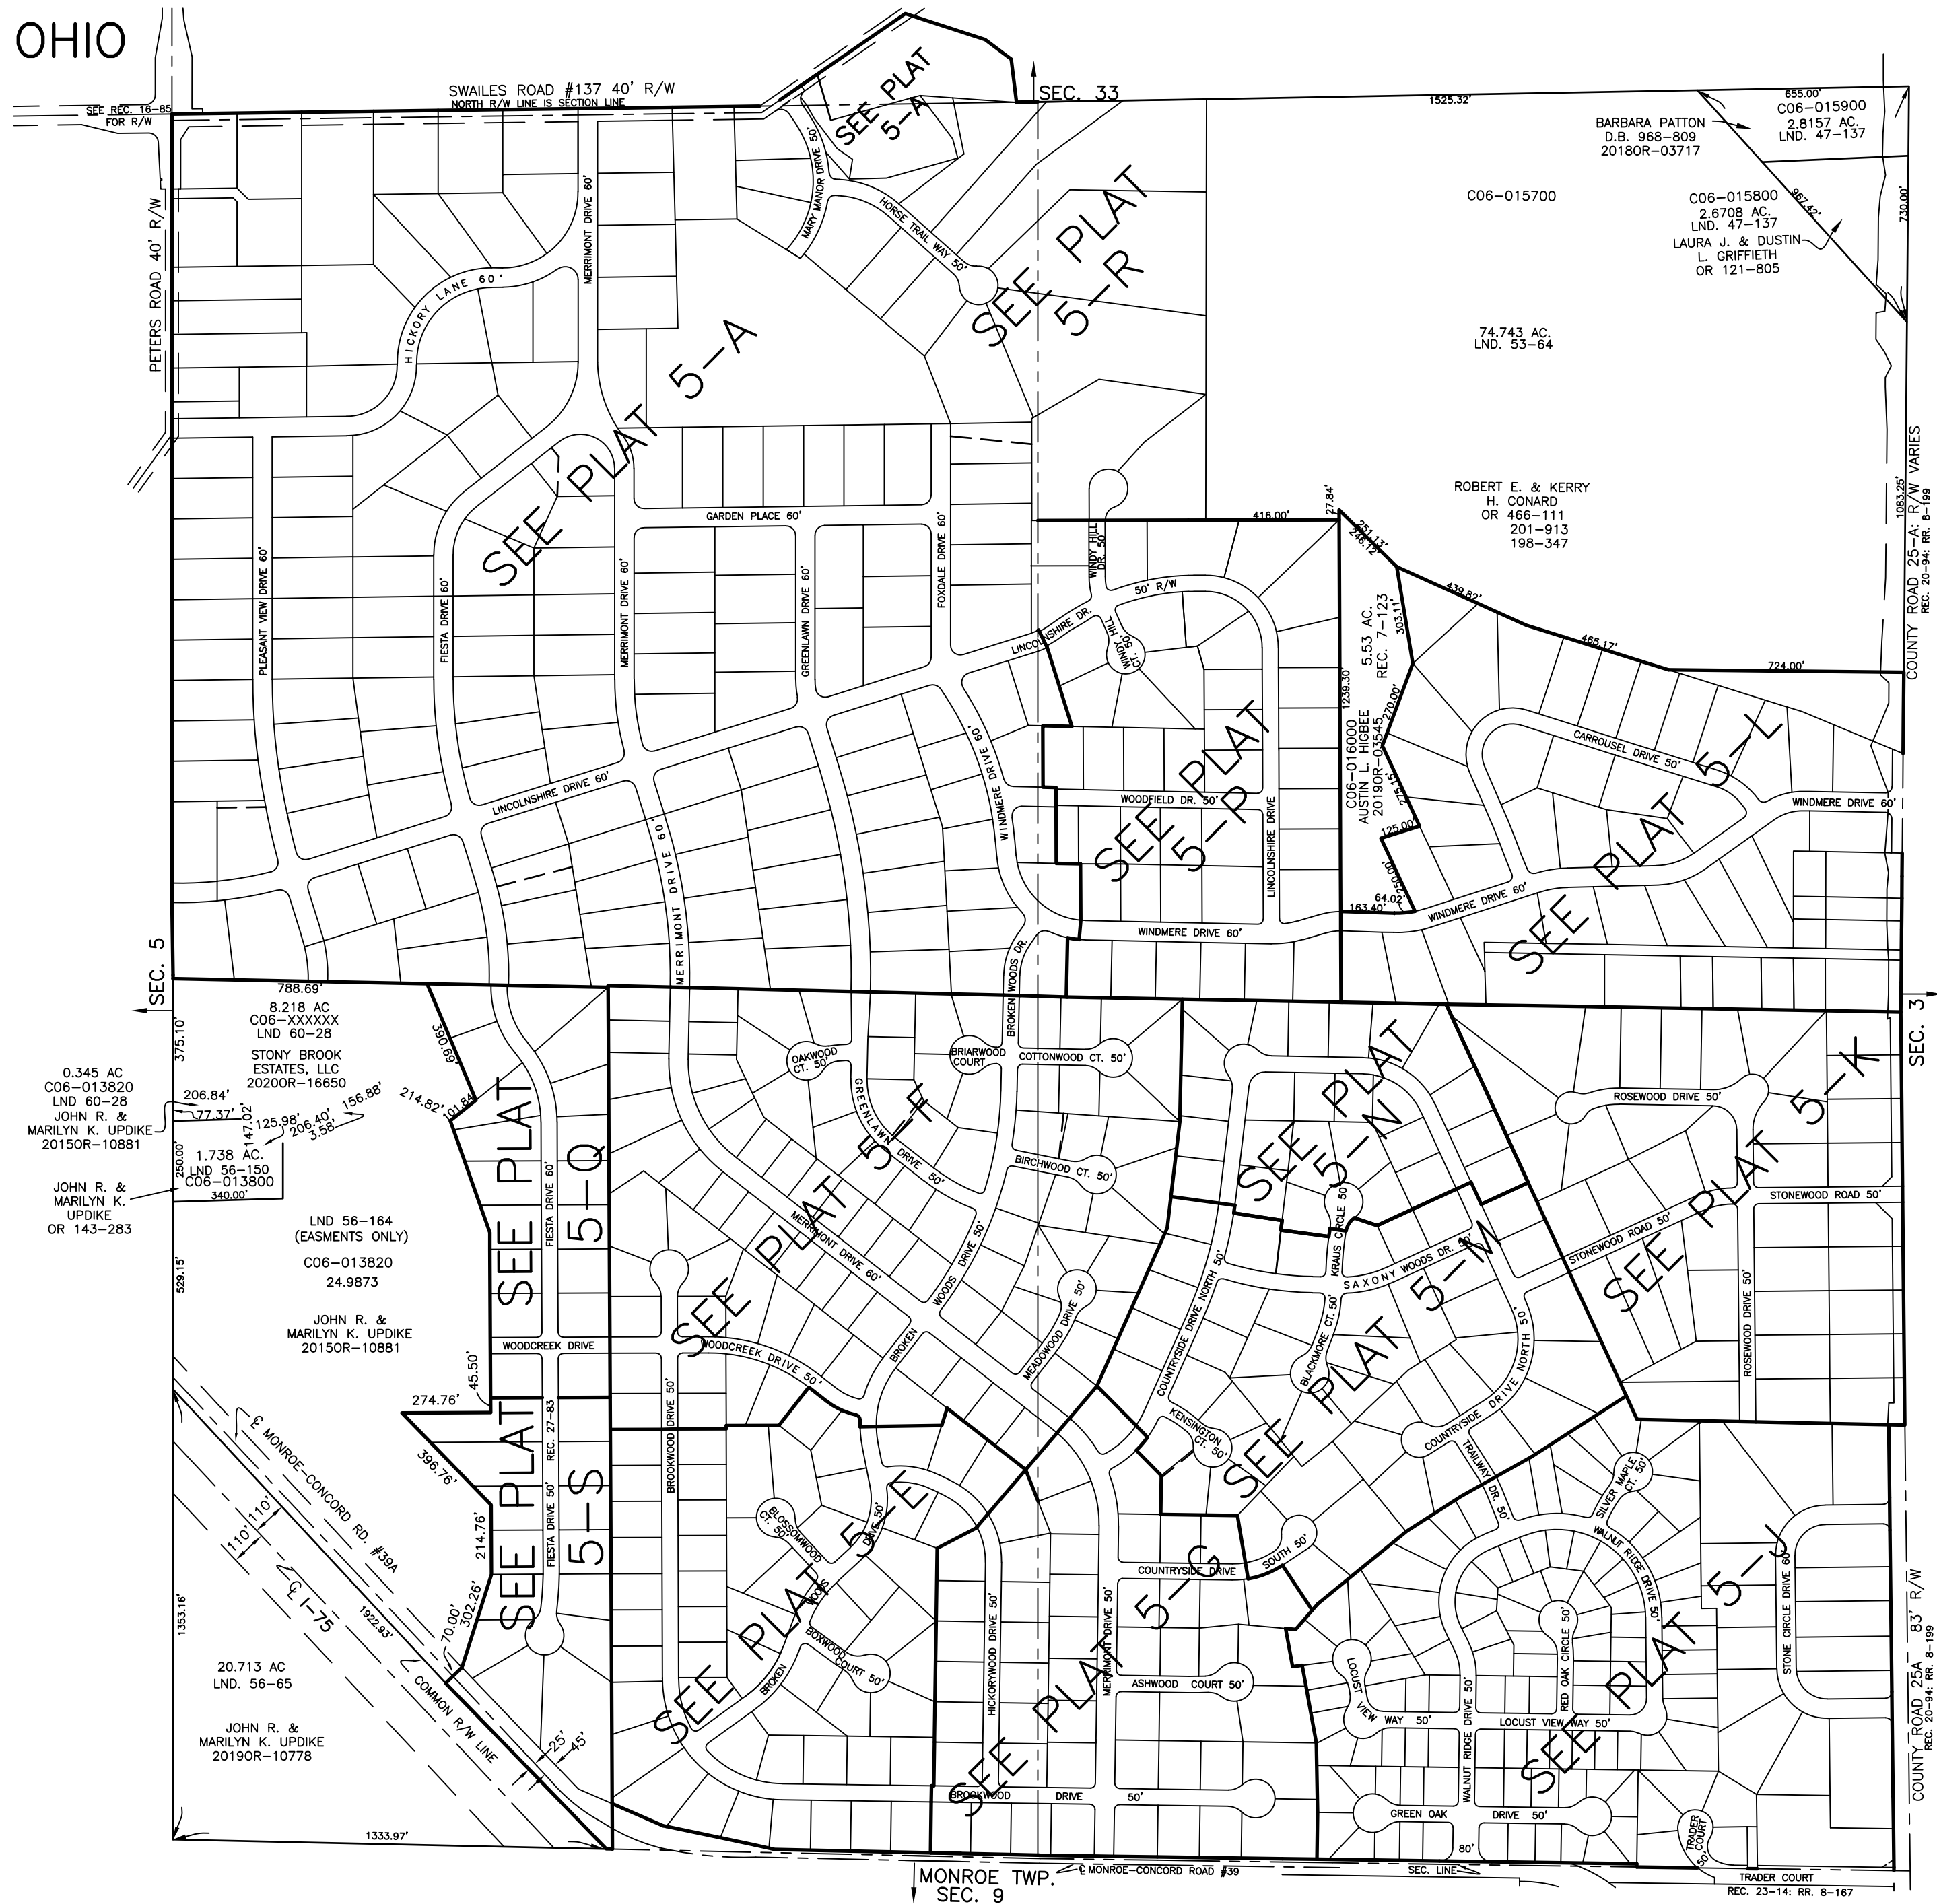 OHIO
SWAILES ROAD #137 40' R/W
NORTH R/W LINE IS SECTION LINE
SEE REC. 16-85
FOR R/W
PETERS ROAD 40' R/W
SEC. 33
SEE PLAT
5-A
1525.32'
655.00'
C06-015900
2.8157 AC.
LND. 47-137
BARBARA PATTON
D.B. 968-809
2018OR-03717
C06-015700
C06-015800
2.6708 AC.
LND. 47-137
LAURA J. & DUSTIN
L. GRIFFIETH
OR 121-805
967.42'
730.00'
74.743 AC.
LND. 53-64
MARY MANOR DRIVE 50'
HORSE TRAIL WAY 50'
SEE PLAT
5-R
MERRIMONT DRIVE 60'
HICKORY LANE 60'
SEE PLAT 5-A
ROBERT E. & KERRY
H. CONARD
OR 466-111
201-913
198-347
COUNTY ROAD 25-A: R/W VARIES
REC. 20-94: RR. 8-199
1083.25'
GARDEN PLACE 60'
PLEASANT VIEW DRIVE 60'
FIESTA DRIVE 60'
MERRIMONT DRIVE 60'
GREENLAWN DRIVE 60'
FOXDALE DRIVE 60'
WINDY HILL
DR. 50'
416.00'
27.84'
251.13'
246.12'
439.82'
465.17'
724.00'
50' R/W
LINCOLNSHIRE DR.
WINDY HILL
CT. 50'
5.53 AC.
REC. 7-123
303.11'
270.00'
1239.30'
C06-016000
AUSTIN L. HIGBEE
2019OR-03545
275.15'
125.00'
250.00'
64.02'
163.40'
SEE PLAT
5-P
WOODFIELD DR. 50'
LINCOLNSHIRE DRIVE
LINCOLNSHIRE DRIVE 60'
WINDMERE DRIVE 60'
MERRIMONT DRIVE 60'
CARROUSEL DRIVE 50'
WINDMERE DRIVE 60'
WINDMERE DRIVE 60'
WINDMERE DRIVE 60'
SEE PLAT 5-L
BROKEN WOODS DR.
SEC. 5
SEC. 3
788.69'
8.218 AC
C06-XXXXXX
LND 60-28
STONY BROOK
ESTATES, LLC
2020OR-16650
375.10'
390.69'
101.84'
214.82'
0.345 AC
C06-013820
LND 60-28
JOHN R. &
MARILYN K. UPDIKE
2015OR-10881
206.84'
77.37'
147.02'
125.98'
206.40'
3.58'
156.88'
250.00'
1.738 AC.
LND 56-150
C06-013800
340.00'
JOHN R. &
MARILYN K.
UPDIKE
OR 143-283
LND 56-164
(EASMENTS ONLY)
C06-013820
24.9873
JOHN R. &
MARILYN K. UPDIKE
2015OR-10881
529.15'
SEE PLAT
5-Q
FIESTA DRIVE 60'
WOODCREEK DRIVE
45.50'
274.76'
396.76'
214.76'
302.26'
70.00'
SEE PLAT
5-S
FIESTA DRIVE 50'
REC. 27-83
OAKWOOD
CT. 50'
BRIARWOOD
COURT
COTTONWOOD CT. 50'
GREENLAWN DRIVE 50'
BIRCHWOOD CT. 50'
SEE PLAT 5-F
MERRIMONT DRIVE 60'
BROKEN WOODS DRIVE 50'
MEADOWOOD DRIVE 50'
WOODCREEK DRIVE 50'
SEE PLAT
5-N
KRAUS CIRCLE 50'
COUNTRYSIDE DRIVE NORTH 50'
SAXONY WOODS DR. 50'
BLACKMORE CT. 50'
KENSINGTON
CT. 50'
SEE PLAT 5-M
COUNTRYSIDE DRIVE NORTH 50'
TRAILWAY DR. 50'
ROSEWOOD DRIVE 50'
STONEWOOD ROAD 50'
STONEWOOD ROAD 50'
ROSEWOOD DRIVE 50'
SEE PLAT 5-K
BROOKWOOD DRIVE 50'
BLOSSOMWOOD
CT. 50'
BROKEN WOODS DRIVE 50'
BOXWOOD
COURT 50'
SEE PLAT 5-E
HICKORYWOOD DRIVE 50'
MERRIMONT DRIVE 50'
COUNTRYSIDE DRIVE
SOUTH 50'
ASHWOOD COURT 50'
SEE PLAT 5-G
BROOKWOOD DRIVE 50'
SILVER MAPLE
CT. 50'
WALNUT RIDGE DRIVE 50'
RED OAK CIRCLE 50'
LOCUST VIEW WAY 50'
LOCUST VIEW WAY 50'
WALNUT RIDGE DRIVE 50'
GREEN OAK DRIVE 50'
80'
STONE CIRCLE DRIVE 60'
SEE PLAT 5-J
TRADER
COURT
50'
COUNTY ROAD 25A 83' R/W
REC. 20-94: RR. 8-199
℄ MONROE-CONCORD RD. #39A
110'
110'
℄ I-75
1922.93'
1353.16'
COMMON R/W LINE
25'
45'
20.713 AC
LND. 56-65
JOHN R. &
MARILYN K. UPDIKE
2019OR-10778
1333.97'
MONROE TWP.
SEC. 9
℄ MONROE-CONCORD ROAD #39
SEC. LINE
TRADER COURT
REC. 23-14: RR. 8-167